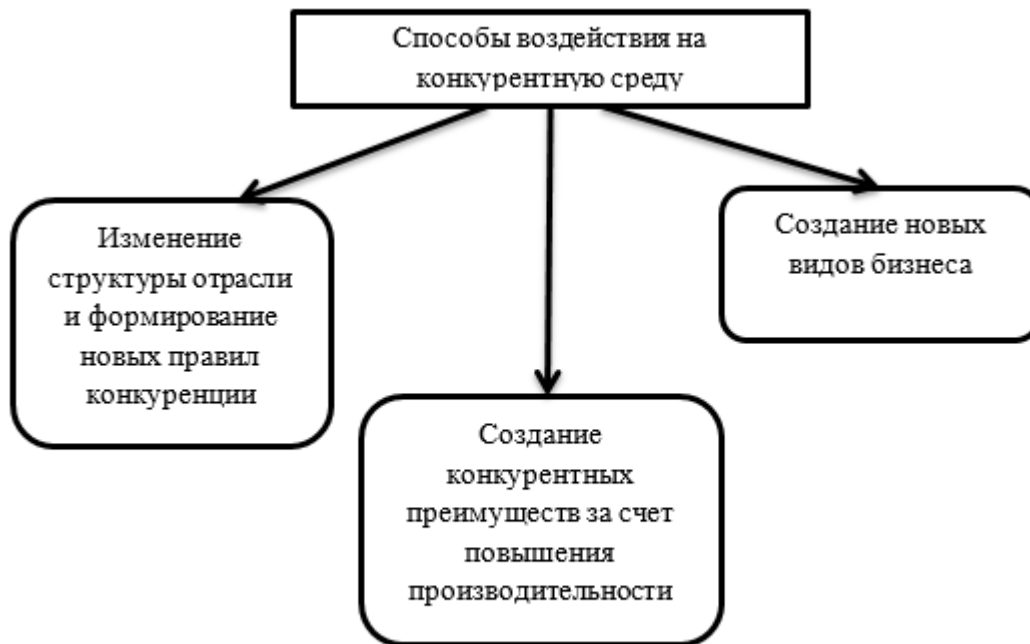 Способы воздействия на
конкурентную среду
Изменение
структуры отрасли
и формирование
новых правил
конкуренции
Создание
конкурентных
преимуществ за счет
повышения
производительности
Создание новых
видов бизнеса